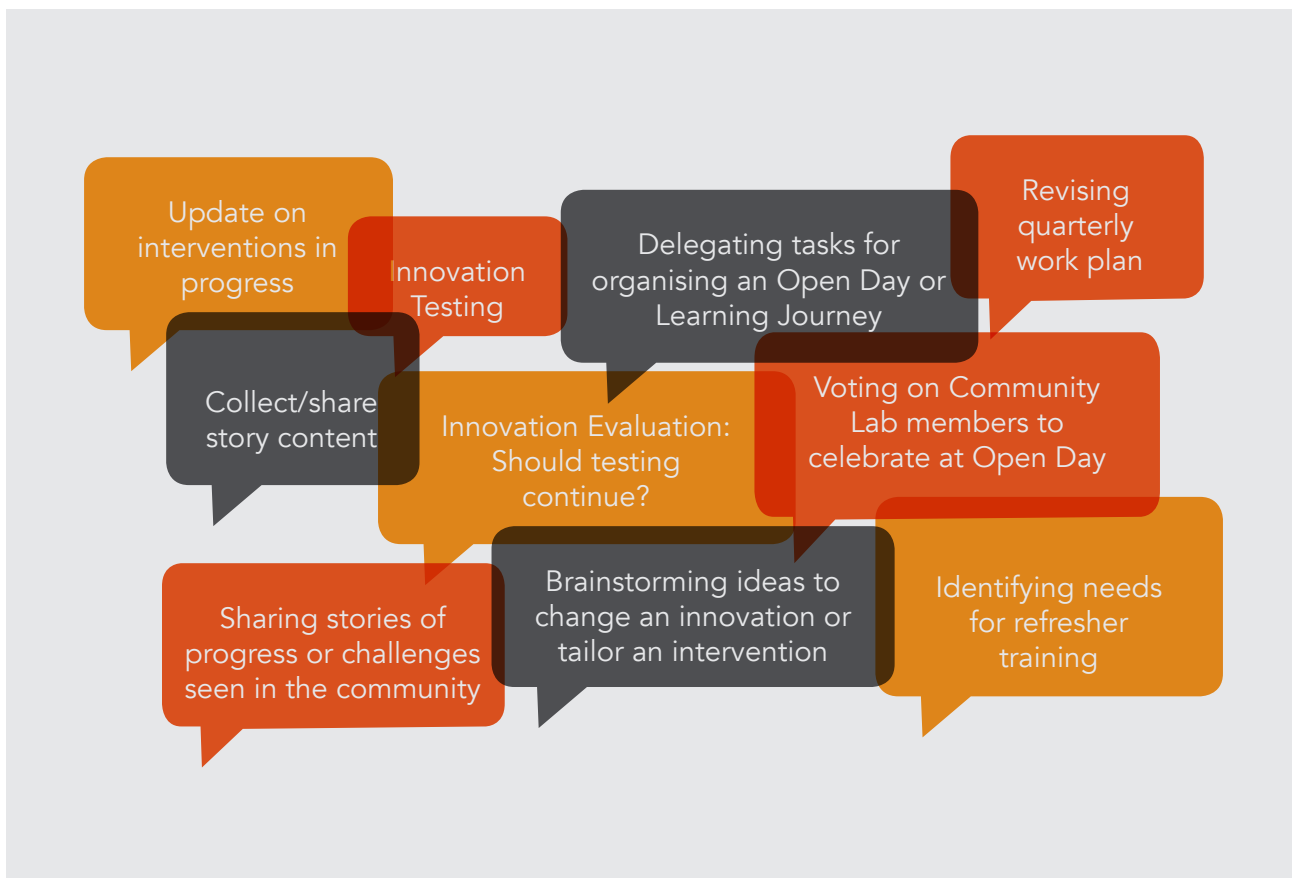 Update on
interventions in
progress
Innovation
Testing
Delegating tasks for
organising an Open Day or
Learning Journey
Revising
quarterly
work plan
Collect/share
story content
Innovation Evaluation:
Should testing
continue?
Voting on Community
Lab members to
celebrate at Open Day
Sharing stories of
progress or challenges
seen in the community
Brainstorming ideas to
change an innovation or
tailor an intervention
Identifying needs
for refresher
training